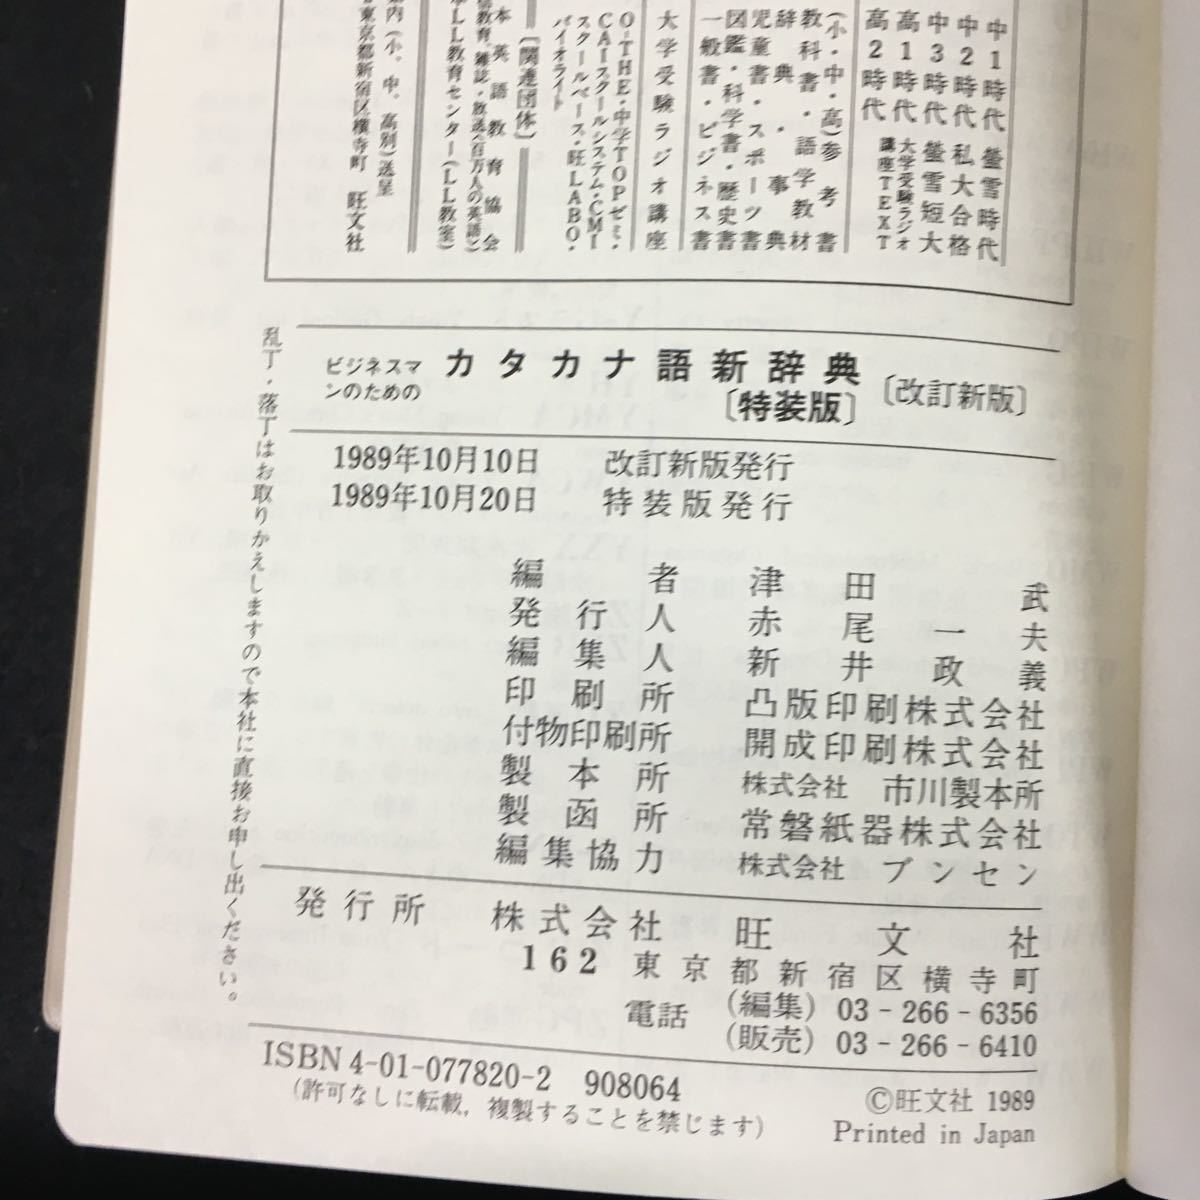 中1時代 螢雪時代
中2時代 私大合格
中3時代 螢雪短大
高1時代 大学受験ラジオ
高2時代 講座TEXT
(小・中・高)参考書
教科書・語学教材
辞典・事典
児童書・スポーツ書
図鑑・科学書・歴史書
一般書・ビジネス書
大学受験ラジオ講座
O-THE・中学TOPゼミ・
CAIスクールシステム・CMI
スクールベース・旺LABO・
バイオライト
〔関連団体〕
本英語教育協会
教育、雑誌・放送《百万人の英語》
LL教育センター(LL教室)
内(小、中、高別)送呈
東京都新宿区横寺町 旺文社
ビジネスマ
ンのための
カタカナ語新辞典
〔特装版〕
〔改訂新版〕
1989年10月10日 改訂新版発行
1989年10月20日 特装版発行
編者 津田武
発行人 赤尾一夫
編集人 新井政義
印刷所 凸版印刷株式会社
付物印刷所 開成印刷株式会社
製本所 株式会社 市川製本所
製函所 常磐紙器株式会社
編集協力 株式会社 ブンセン
発行所 株式会社 旺文社
162 東京都新宿区横寺町
電話 (編集) 03-266-6356
(販売) 03-266-6410
ISBN4-01-077820-2 908064
(許可なしに転載, 複製することを禁じます)
©旺文社 1989
Printed in Japan
乱丁・落丁はお取りかえしますので本社に直接お申し出ください。